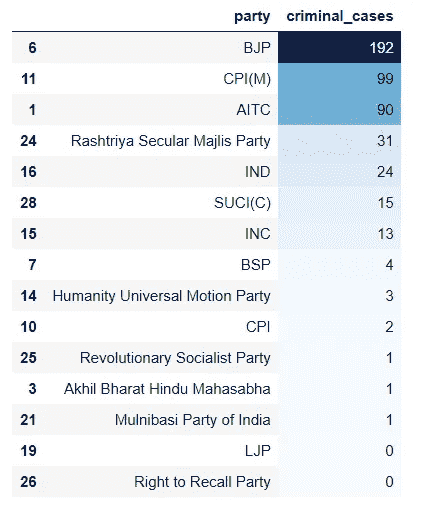 party criminal_cases
6 BJP 192
11 CPI(M) 99
1 AITC 90
24 Rashtriya Secular Majlis Party 31
16 IND 24
28 SUCI(C) 15
15 INC 13
7 BSP 4
14 Humanity Universal Motion Party 3
10 CPI 2
25 Revolutionary Socialist Party 1
3 Akhil Bharat Hindu Mahasabha 1
21 Mulnibasi Party of India 1
19 LJP 0
26 Right to Recall Party 0